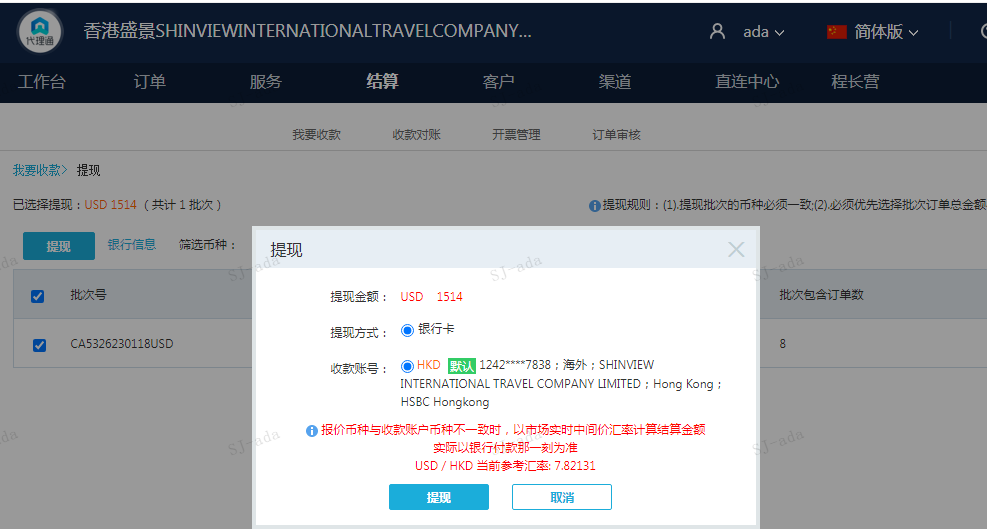 代理通
香港盛景SHINVIEWINTERNATIONALTRAVELCOMPANY...
ada
简体版
工作台 订单 服务 结算 客户 渠道 直连中心 程长营
我要收款 收款对账 开票管理 订单审核
我要收款> 提现
已选择提现：USD 1514 （ 共计 1 批次 ）
提现规则：(1).提现批次的币种必须一致;(2).必须优先选择批次订单总金额
提现 银行信息 筛选币种：
批次号
批次包含订单数
CA5326230118USD
8
提现
提现金额： USD 1514
提现方式： 银行卡
收款账号： HKD 默认 1242****7838；海外；SHINVIEW
INTERNATIONAL TRAVEL COMPANY LIMITED；Hong Kong；
HSBC Hongkong
报价币种与收款账户币种不一致时，以市场实时中间价汇率计算结算金额
实际以银行付款那一刻为准
USD / HKD 当前参考汇率: 7.82131
提现 取消
SJ-ada
SJ-ada
SJ-ada
SJ-ada
SJ-ada